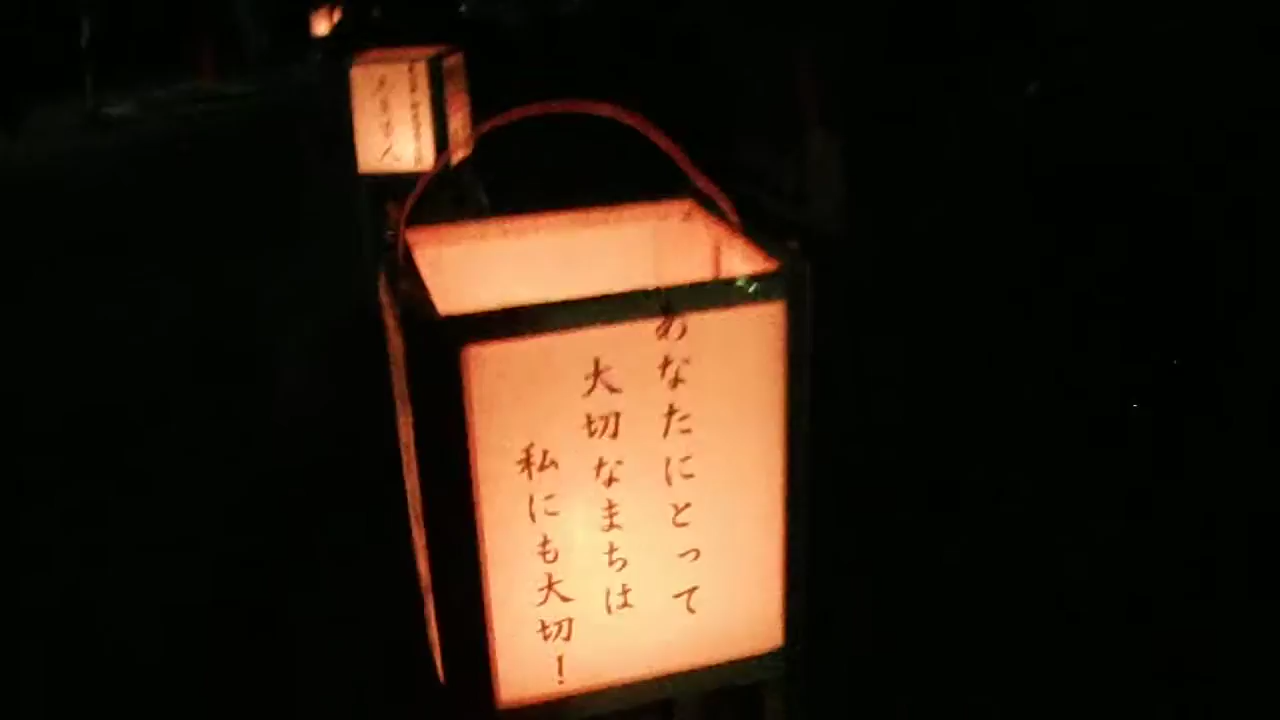 あなたにとって
大切なまちは
私にも大切!